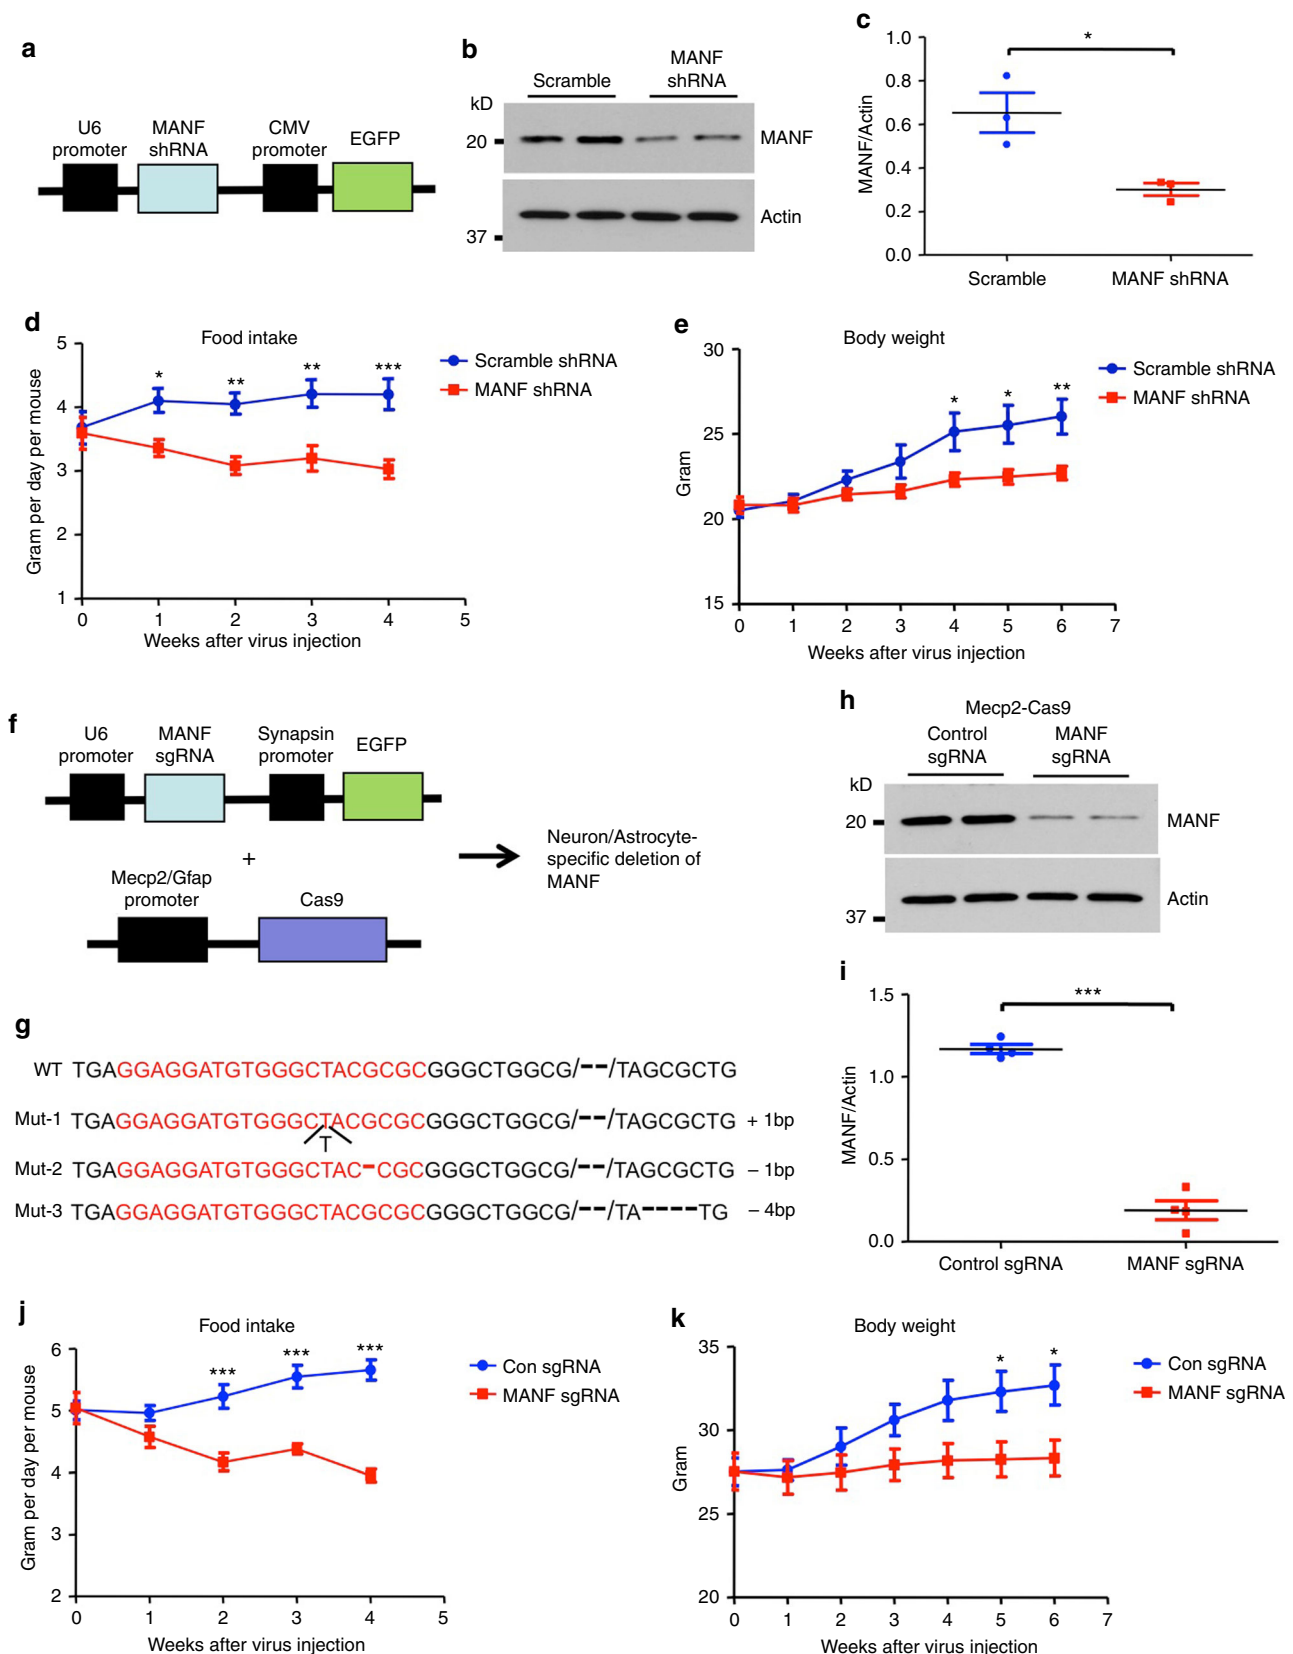 a
U6 promoter
MANF shRNA
CMV promoter
EGFP
b
Scramble
MANF shRNA
kD
20
MANF
37
Actin
c
*
MANF/Actin
1.0
0.8
0.6
0.4
0.2
0.0
Scramble
MANF shRNA
d
Food intake
Gram per day per mouse
5
4
3
2
1
* ** ** ***
Scramble shRNA
MANF shRNA
0 1 2 3 4 5
Weeks after virus injection
e
Body weight
Gram
30
25
20
15
* * **
Scramble shRNA
MANF shRNA
0 1 2 3 4 5 6 7
Weeks after virus injection
f
U6 promoter
MANF sgRNA
Synapsin promoter
EGFP
+
Mecp2/Gfap promoter
Cas9
Neuron/Astrocyte-
specific deletion of
MANF
g
WT TGAGGAGGATGTGGGCTACGCGCGGGCTGGCG/--/TAGCGCTG
Mut-1 TGAGGAGGATGTGGGCTACGCGCGGGCTGGCG/--/TAGCGCTG + 1bp
T
Mut-2 TGAGGAGGATGTGGGCTAC-CGCGGGCTGGCG/--/TAGCGCTG – 1bp
Mut-3 TGAGGAGGATGTGGGCTACGCGCGGGCTGGCG/--/TA----TG – 4bp
h
Mecp2-Cas9
Control sgRNA
MANF sgRNA
kD
20
MANF
37
Actin
i
***
MANF/Actin
1.5
1.0
0.5
0.0
Control sgRNA
MANF sgRNA
j
Food intake
Gram per day per mouse
6
5
4
3
2
*** *** ***
Con sgRNA
MANF sgRNA
0 1 2 3 4 5
Weeks after virus injection
k
Body weight
Gram
35
30
25
20
* *
Con sgRNA
MANF sgRNA
0 1 2 3 4 5 6 7
Weeks after virus injection